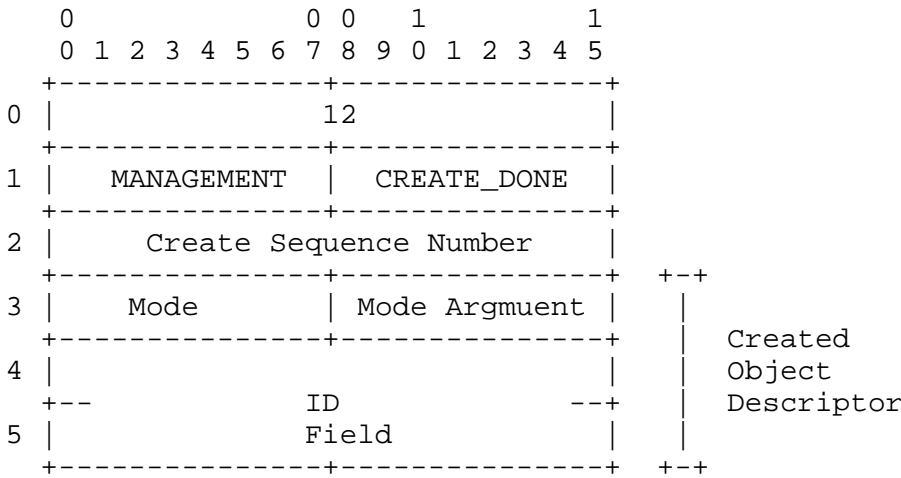 0 0 0 1 1
0 1 2 3 4 5 6 7 8 9 0 1 2 3 4 5
+---------------+---------------+
0 | 12 |
+---------------+---------------+
1 | MANAGEMENT | CREATE_DONE |
+---------------+---------------+
2 | Create Sequence Number |
+---------------+---------------+ +-+
3 | Mode | Mode Argmuent | |
+---------------+---------------+ | Created
4 | | | Object
+-- ID --+ | Descriptor
5 | Field | |
+---------------+---------------+ +-+